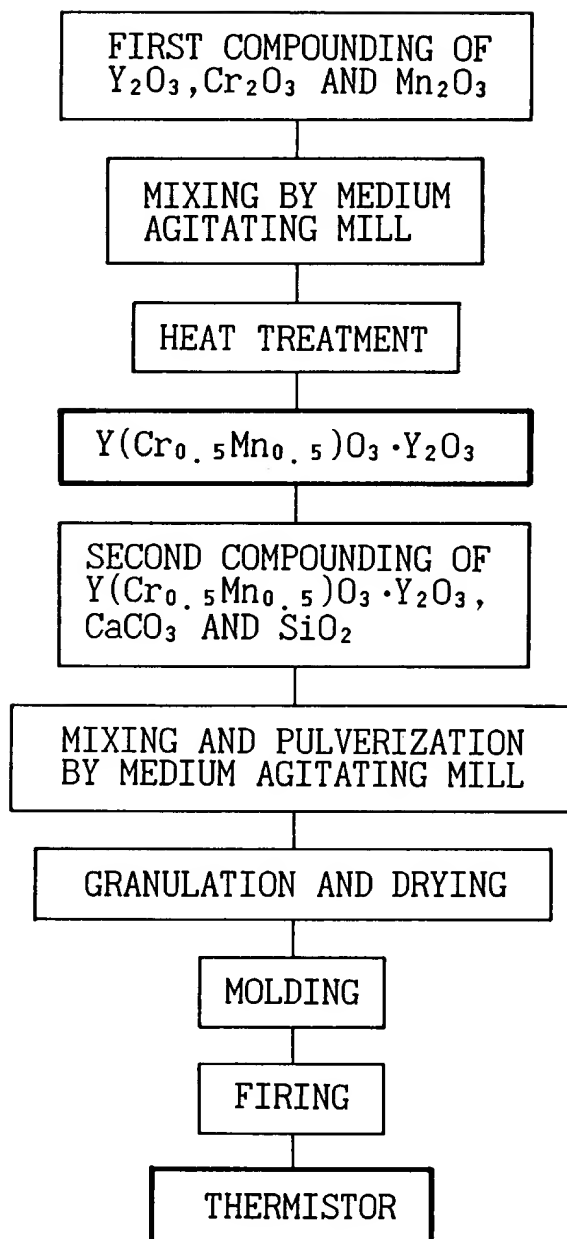 FIRST COMPOUNDING OF
Y₂O₃,Cr₂O₃ AND Mn₂O₃
MIXING BY MEDIUM
AGITATING MILL
HEAT TREATMENT
Y(Cr₀.₅Mn₀.₅)O₃·Y₂O₃
SECOND COMPOUNDING OF
Y(Cr₀.₅Mn₀.₅)O₃·Y₂O₃,
CaCO₃ AND SiO₂
MIXING AND PULVERIZATION
BY MEDIUM AGITATING MILL
GRANULATION AND DRYING
MOLDING
FIRING
THERMISTOR